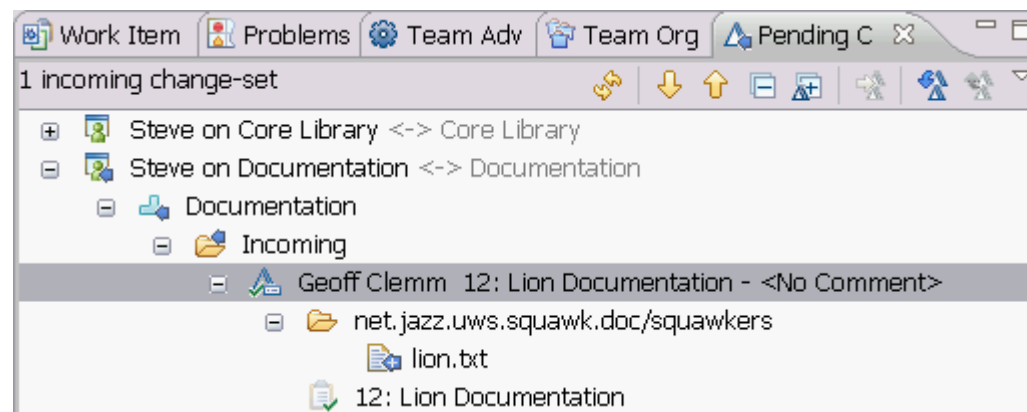 Work Item Problems Team Adv Team Org Pending C
1 incoming change-set
Steve on Core Library <-> Core Library
Steve on Documentation <-> Documentation
Documentation
Incoming
Geoff Clemm 12: Lion Documentation - <No Comment>
net.jazz.uws.squawk.doc/squawkers
lion.txt
12: Lion Documentation